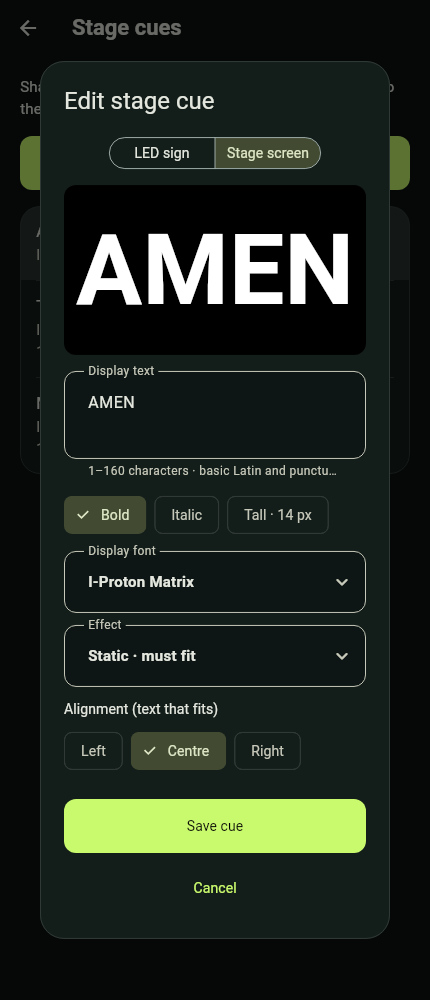 Stage cues
Edit stage cue
LED sign
Stage screen
AMEN
Display text
AMEN
1–160 characters · basic Latin and punctu…
Bold
Italic
Tall · 14 px
Display font
I-Proton Matrix
Effect
Static · must fit
Alignment (text that fits)
Left
Centre
Right
Save cue
Cancel